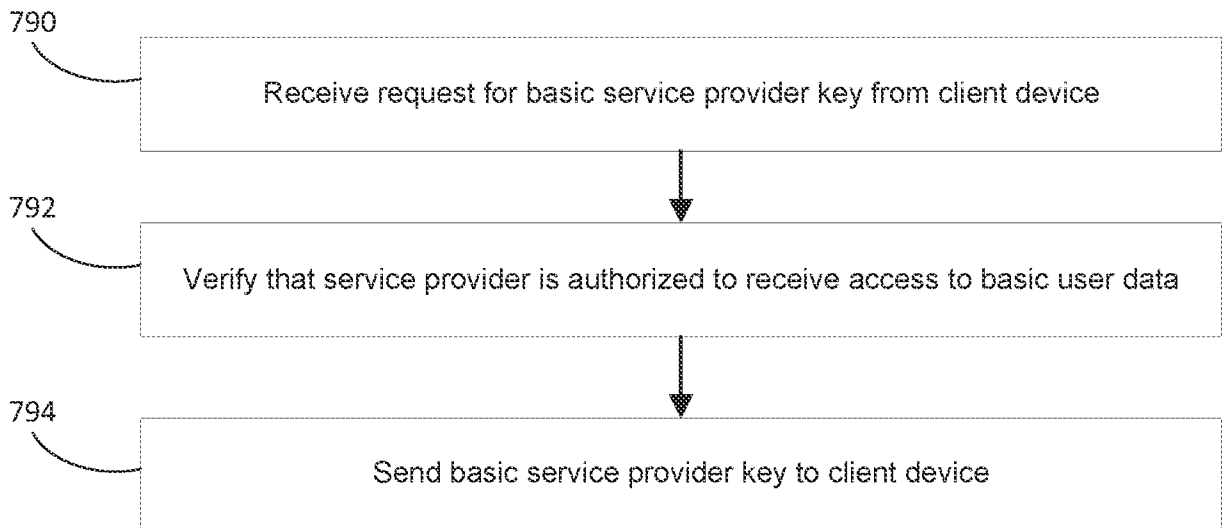 790
Receive request for basic service provider key from client device
792
Verify that service provider is authorized to receive access to basic user data
794
Send basic service provider key to client device